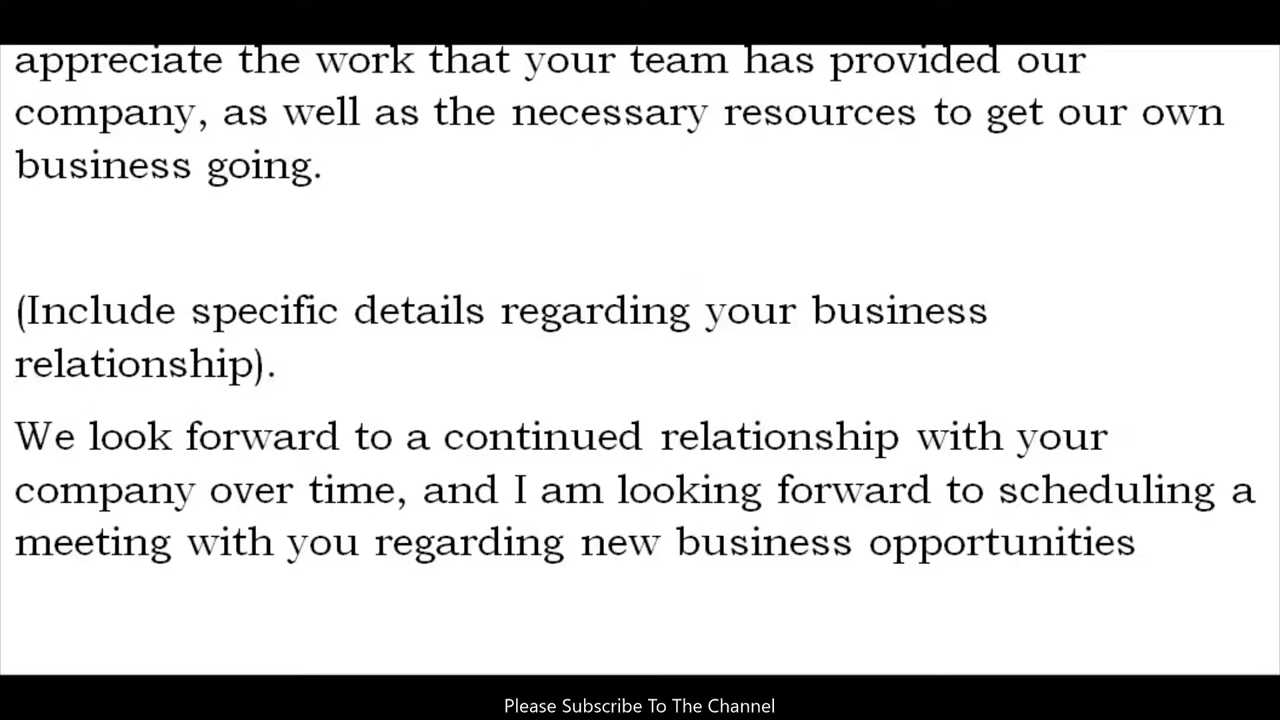 appreciate the work that your team has provided our
company, as well as the necessary resources to get our own
business going.
(Include specific details regarding your business
relationship).
We look forward to a continued relationship with your
company over time, and I am looking forward to scheduling a
meeting with you regarding new business opportunities
Please Subscribe To The Channel